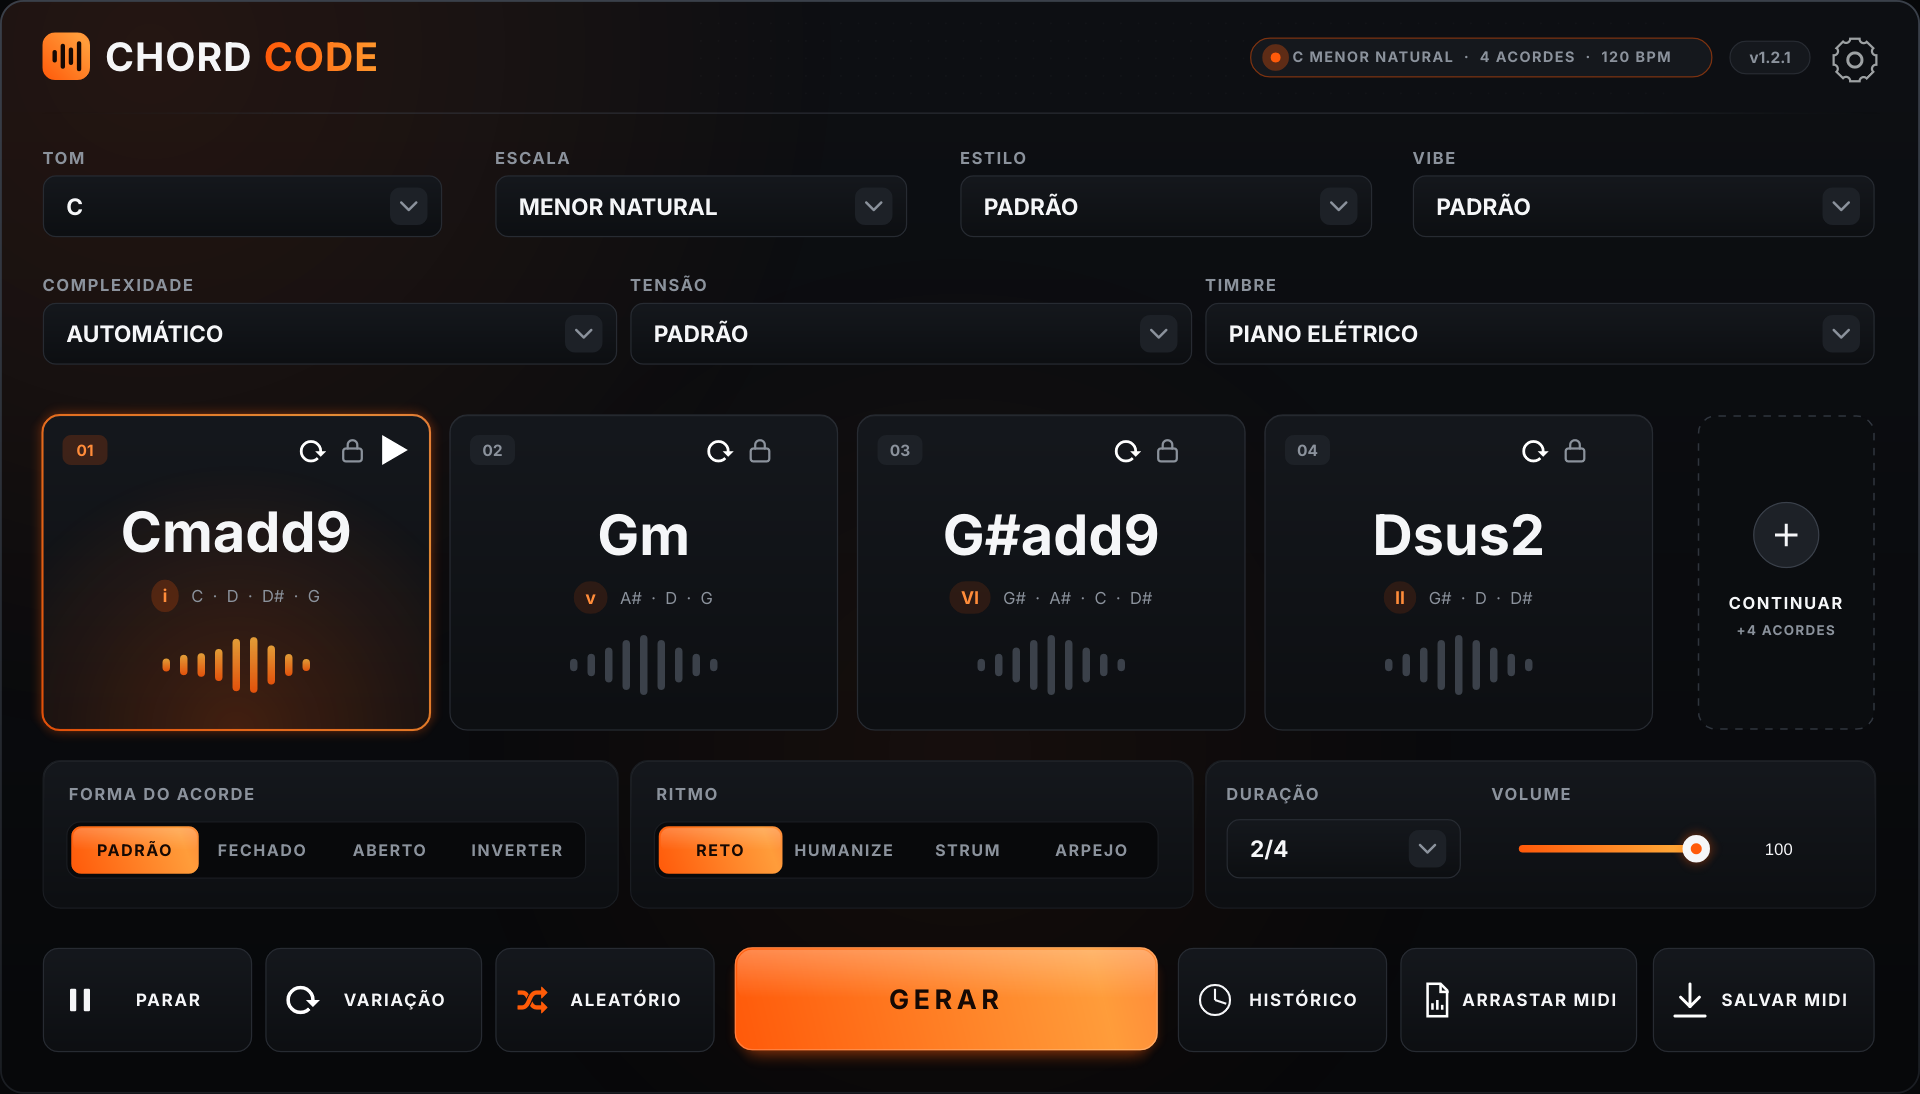 CHORD CODE
C MENOR NATURAL · 4 ACORDES · 120 BPM
v1.2.1
TOM
ESCALA
ESTILO
VIBE
C
MENOR NATURAL
PADRÃO
PADRÃO
COMPLEXIDADE
TENSÃO
TIMBRE
AUTOMÁTICO
PADRÃO
PIANO ELÉTRICO
01
Cmadd9
i C · D · D# · G
02
Gm
v A# · D · G
03
G#add9
VI G# · A# · C · D#
04
Dsus2
II G# · D · D#
CONTINUAR
+4 ACORDES
FORMA DO ACORDE
PADRÃO FECHADO ABERTO INVERTER
RITMO
RETO HUMANIZE STRUM ARPEJO
DURAÇÃO
2/4
VOLUME
100
PARAR
VARIAÇÃO
ALEATÓRIO
GERAR
HISTÓRICO
ARRASTAR MIDI
SALVAR MIDI